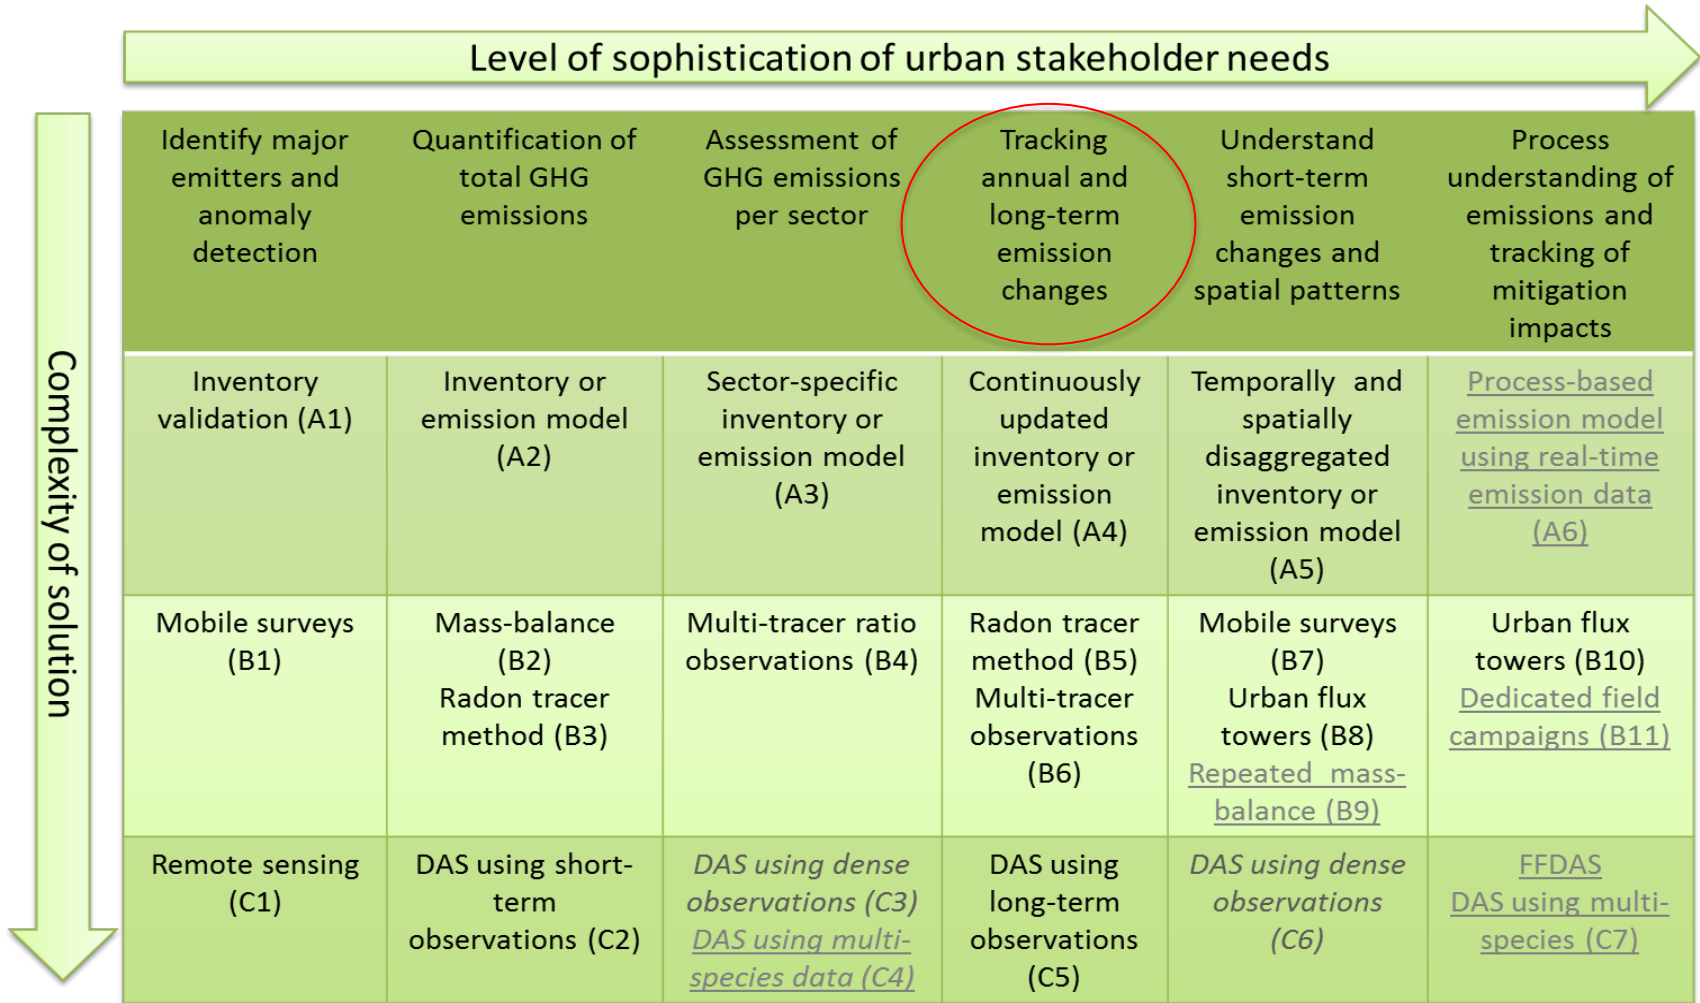 Level of sophistication of urban stakeholder needs
Complexity of solution
Identify major
emitters and
anomaly
detection
Quantification of
total GHG
emissions
Assessment of
GHG emissions
per sector
Tracking
annual and
long-term
emission
changes
Understand
short-term
emission
changes and
spatial patterns
Process
understanding of
emissions and
tracking of
mitigation
impacts
Inventory
validation (A1)
Inventory or
emission model
(A2)
Sector-specific
inventory or
emission model
(A3)
Continuously
updated
inventory or
emission
model (A4)
Temporally and
spatially
disaggregated
inventory or
emission model
(A5)
Process-based
emission model
using real-time
emission data
(A6)
Mobile surveys
(B1)
Mass-balance
(B2)
Radon tracer
method (B3)
Multi-tracer ratio
observations (B4)
Radon tracer
method (B5)
Multi-tracer
observations
(B6)
Mobile surveys
(B7)
Urban flux
towers (B8)
Repeated mass-
balance (B9)
Urban flux
towers (B10)
Dedicated field
campaigns (B11)
Remote sensing
(C1)
DAS using short-
term
observations (C2)
DAS using dense
observations (C3)
DAS using multi-
species data (C4)
DAS using
long-term
observations
(C5)
DAS using dense
observations
(C6)
FFDAS
DAS using multi-
species (C7)